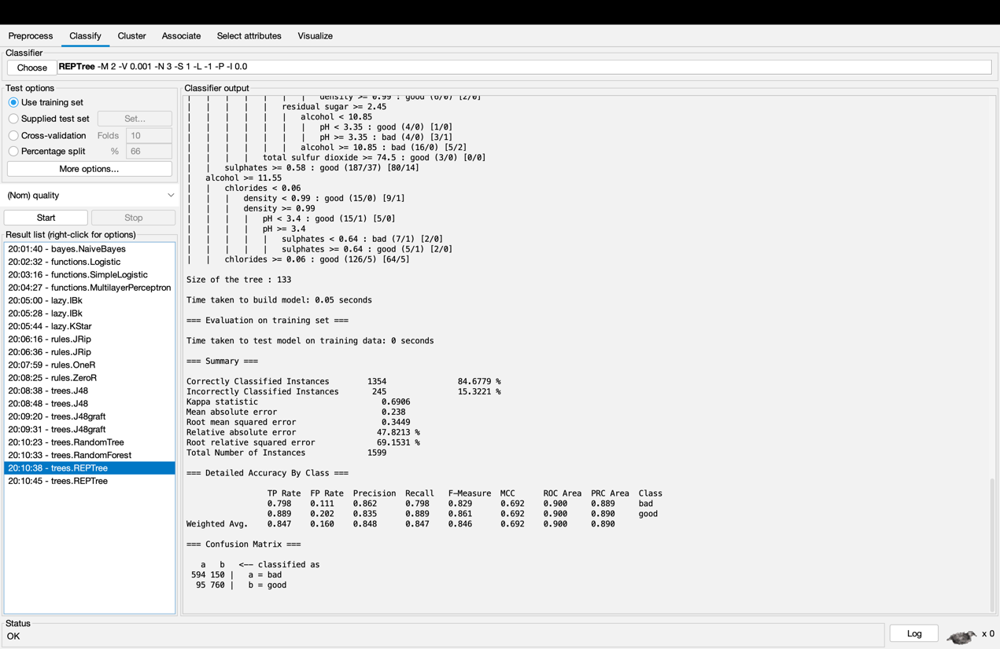 Preprocess Classify Cluster Associate Select attributes Visualize
Classifier
Choose REPTree -M 2 -V 0.001 -N 3 -S 1 -L -1 -P -I 0.0
Test options
Use training set
Supplied test set Set...
Cross-validation Folds 10
Percentage split % 66
More options...
(Nom) quality
Start Stop
Result list (right-click for options)
20:01:40 - bayes.NaiveBayes
20:02:32 - functions.Logistic
20:03:16 - functions.SimpleLogistic
20:04:27 - functions.MultilayerPerceptron
20:05:00 - lazy.IBk
20:05:28 - lazy.IBk
20:05:44 - lazy.KStar
20:06:16 - rules.JRip
20:06:36 - rules.JRip
20:07:59 - rules.OneR
20:08:25 - rules.ZeroR
20:08:38 - trees.J48
20:08:48 - trees.J48
20:09:20 - trees.J48graft
20:09:31 - trees.J48graft
20:10:23 - trees.RandomTree
20:10:33 - trees.RandomForest
20:10:38 - trees.REPTree
20:10:45 - trees.REPTree
Classifier output
| | | | | | | density >= 0.99 : good (6/0) [2/0]
| | | | | residual sugar >= 2.45
| | | | | | alcohol < 10.85
| | | | | | | pH < 3.35 : good (4/0) [1/0]
| | | | | | | pH >= 3.35 : bad (4/0) [3/1]
| | | | | | alcohol >= 10.85 : bad (16/0) [5/2]
| | | | total sulfur dioxide >= 74.5 : good (3/0) [0/0]
| | sulphates >= 0.58 : good (187/37) [80/14]
| alcohol >= 11.55
| | chlorides < 0.06
| | | density < 0.99 : good (15/0) [9/1]
| | | density >= 0.99
| | | | pH < 3.4 : good (15/1) [5/0]
| | | | pH >= 3.4
| | | | | sulphates < 0.64 : bad (7/1) [2/0]
| | | | | sulphates >= 0.64 : good (5/1) [2/0]
| | chlorides >= 0.06 : good (126/5) [64/5]
Size of the tree : 133
Time taken to build model: 0.05 seconds
=== Evaluation on training set ===
Time taken to test model on training data: 0 seconds
=== Summary ===
Correctly Classified Instances 1354 84.6779 %
Incorrectly Classified Instances 245 15.3221 %
Kappa statistic 0.6906
Mean absolute error 0.238
Root mean squared error 0.3449
Relative absolute error 47.8213 %
Root relative squared error 69.1531 %
Total Number of Instances 1599
=== Detailed Accuracy By Class ===
TP Rate FP Rate Precision Recall F-Measure MCC ROC Area PRC Area Class
0.798 0.111 0.862 0.798 0.829 0.692 0.900 0.889 bad
0.889 0.202 0.835 0.889 0.861 0.692 0.900 0.890 good
Weighted Avg. 0.847 0.160 0.848 0.847 0.846 0.692 0.900 0.890
=== Confusion Matrix ===
a b <-- classified as
594 150 | a = bad
95 760 | b = good
Status
OK
Log x 0